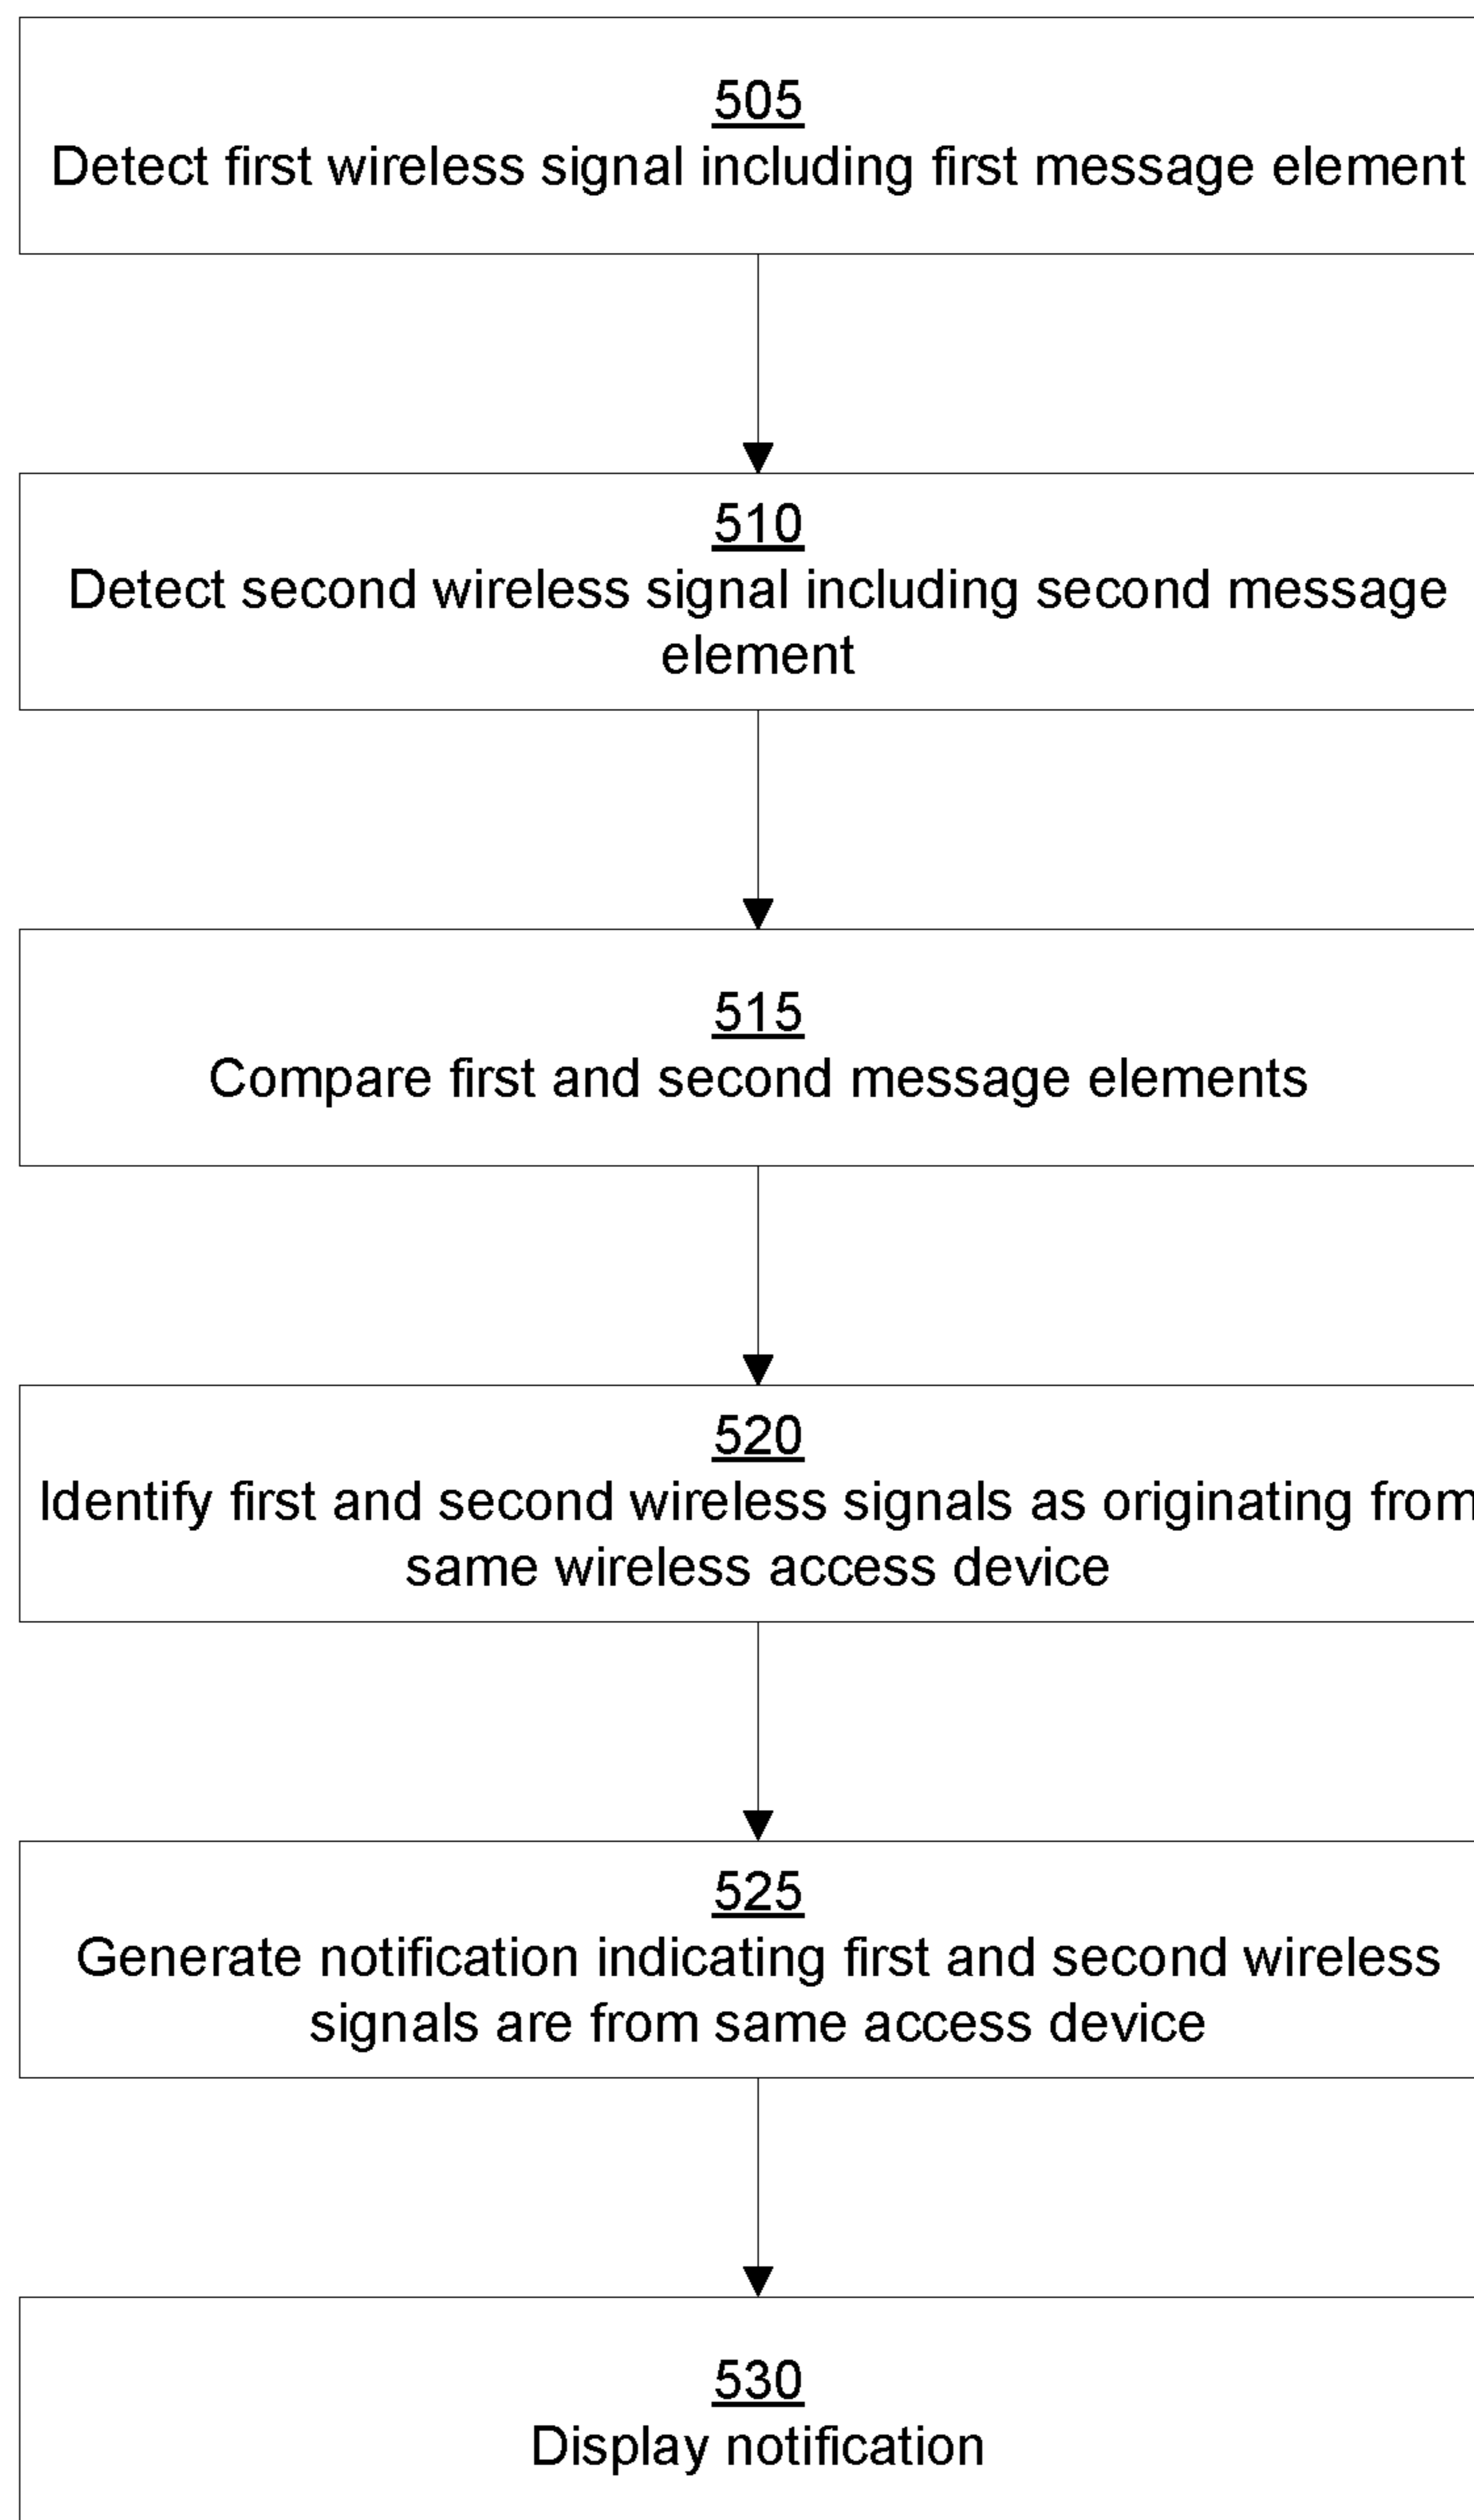 505
Detect first wireless signal including first message element
510
Detect second wireless signal including second message
element
515
Compare first and second message elements
520
Identify first and second wireless signals as originating from
same wireless access device
525
Generate notification indicating first and second wireless
signals are from same access device
530
Display notification